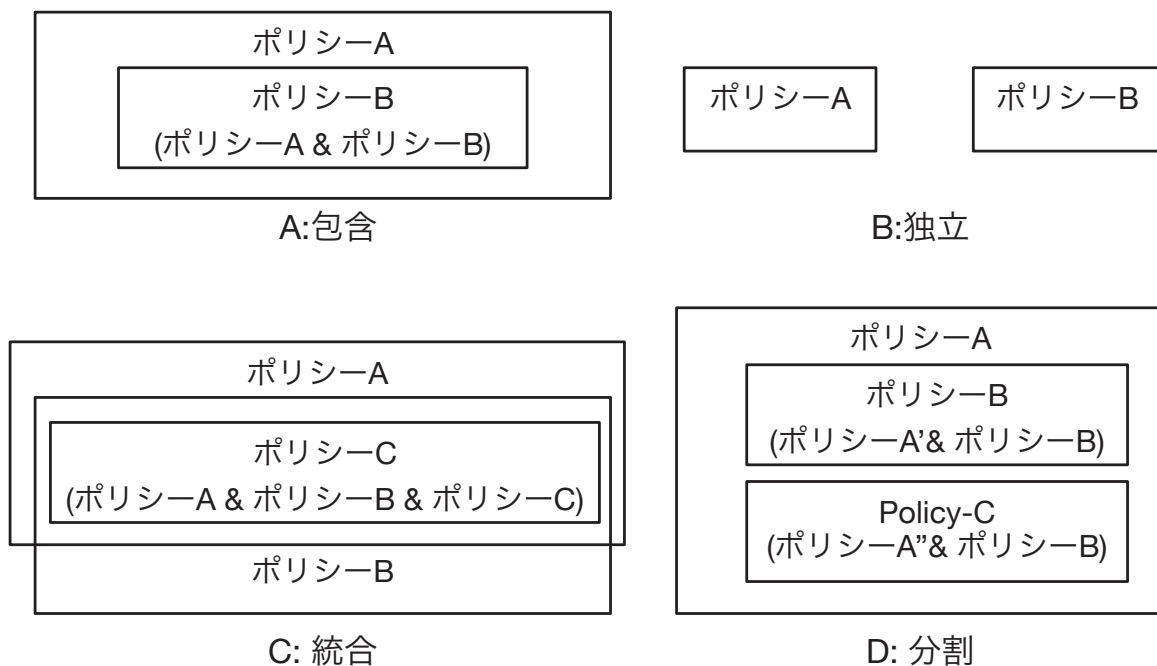 ポリシーA
ポリシーB
(ポリシーA & ポリシーB)
A:包含
ポリシーA
ポリシーB
B:独立
ポリシーA
ポリシーC
(ポリシーA & ポリシーB & ポリシーC)
ポリシーB
C: 統合
ポリシーA
ポリシーB
(ポリシーA’& ポリシーB)
Policy-C
(ポリシーA”& ポリシーB)
D: 分割